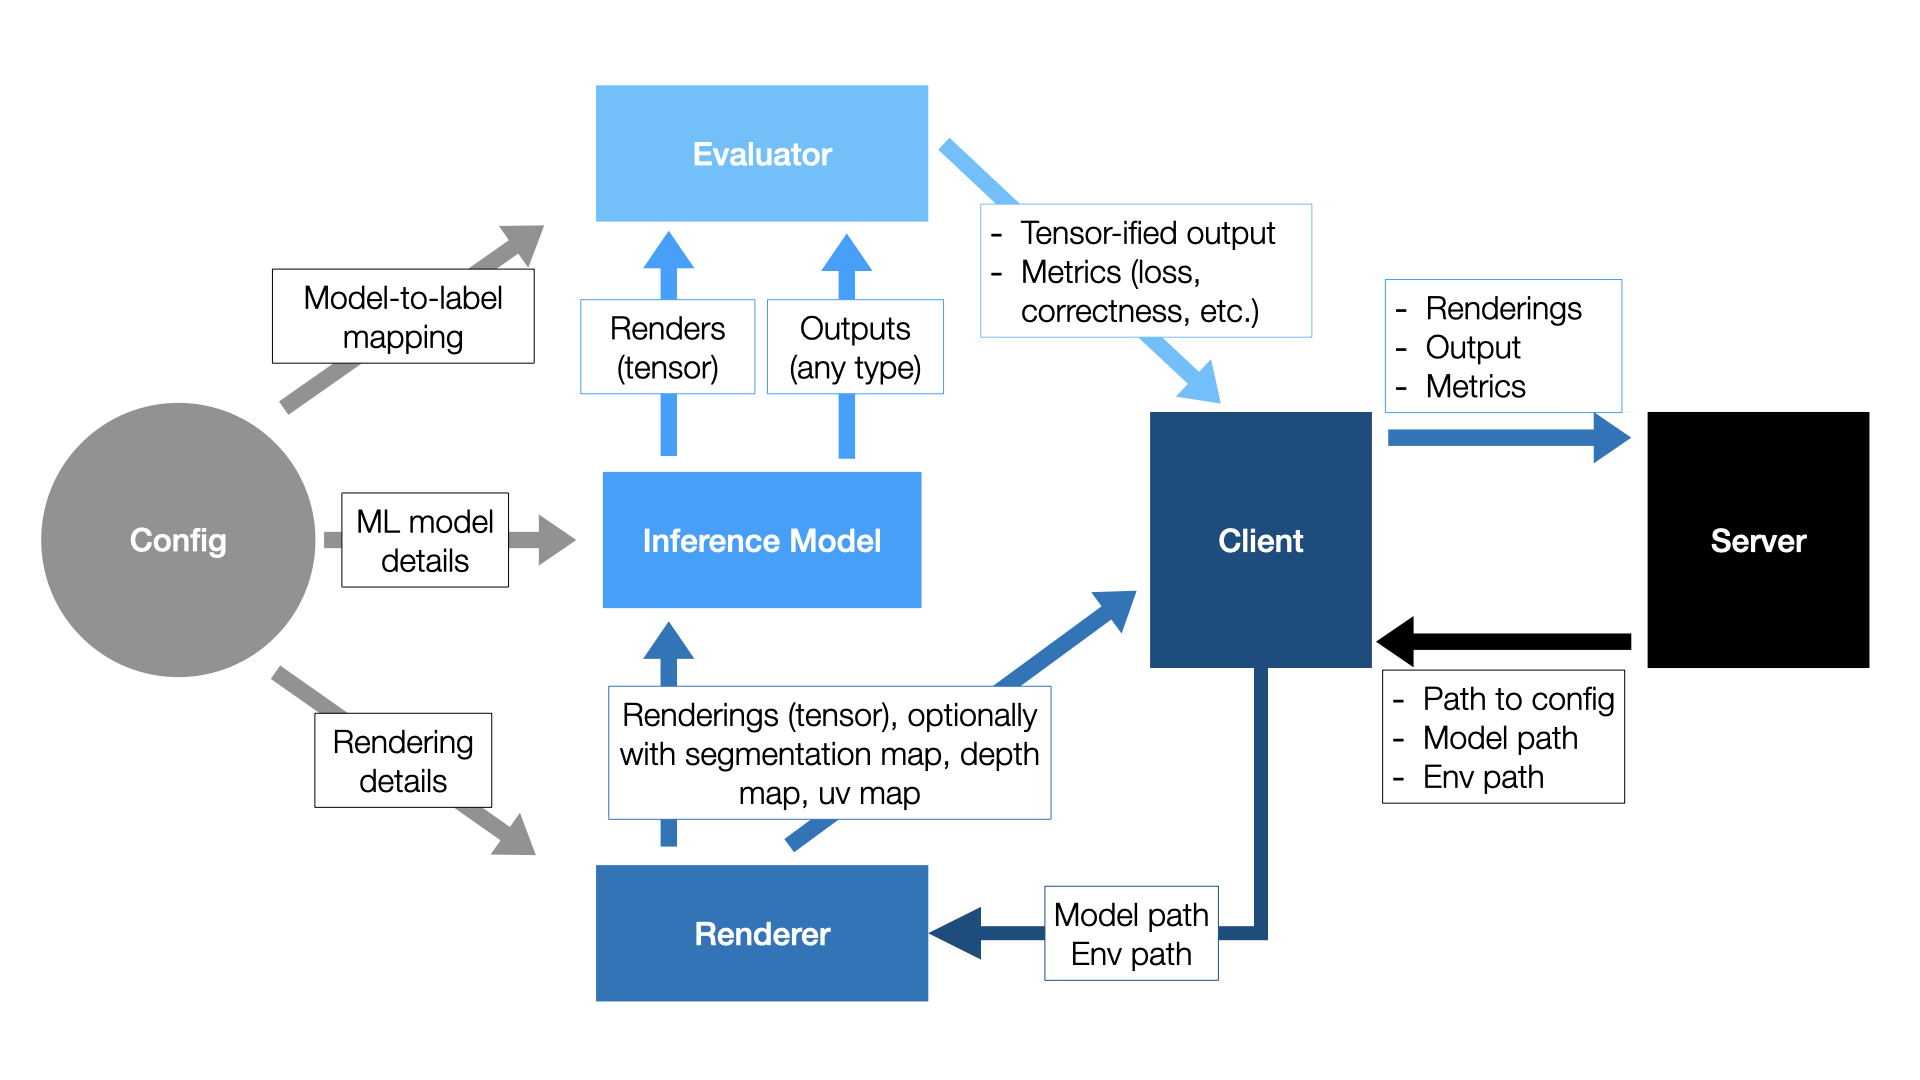 Evaluator
- Tensor-ified output
- Metrics (loss,
correctness, etc.)
Model-to-label
mapping
Renders
(tensor)
Outputs
(any type)
- Renderings
- Output
- Metrics
Config
ML model
details
Inference Model
Client
Server
Rendering
details
Renderings (tensor), optionally
with segmentation map, depth
map, uv map
- Path to config
- Model path
- Env path
Renderer
Model path
Env path